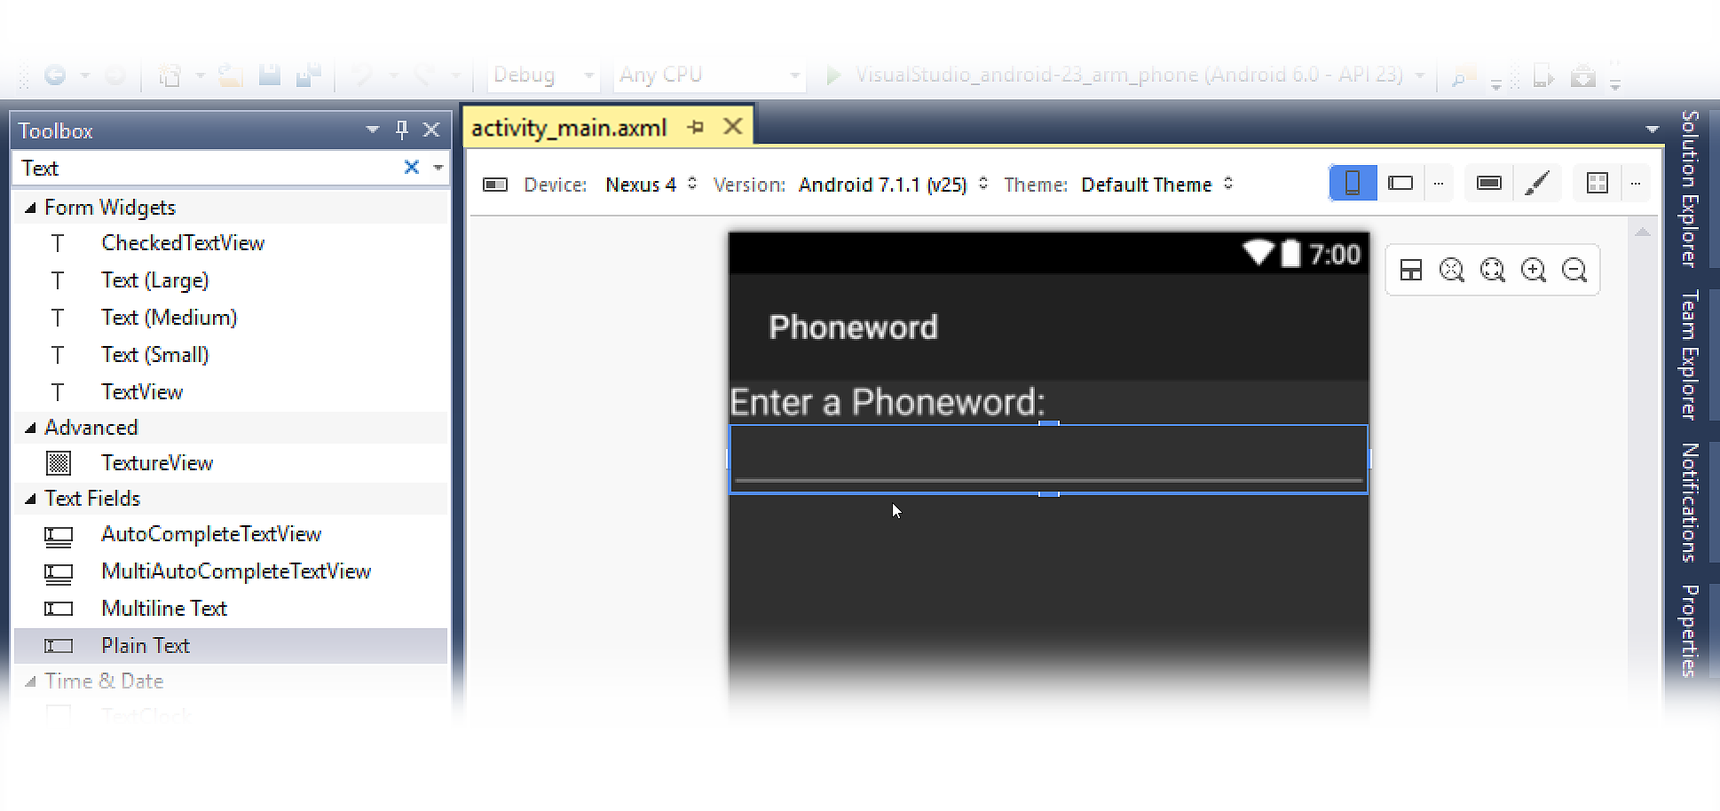 Debug Any CPU VisualStudio_android-23_arm_phone (Android 6.0 - API 23)
Toolbox
Text
Form Widgets
CheckedTextView
Text (Large)
Text (Medium)
Text (Small)
TextView
Advanced
TextureView
Text Fields
AutoCompleteTextView
MultiAutoCompleteTextView
Multiline Text
Plain Text
Time & Date
TextClock
activity_main.axml
Device: Nexus 4 Version: Android 7.1.1 (v25) Theme: Default Theme
7:00
Phoneword
Enter a Phoneword:
Solution Explorer
Team Explorer
Notifications
Properties